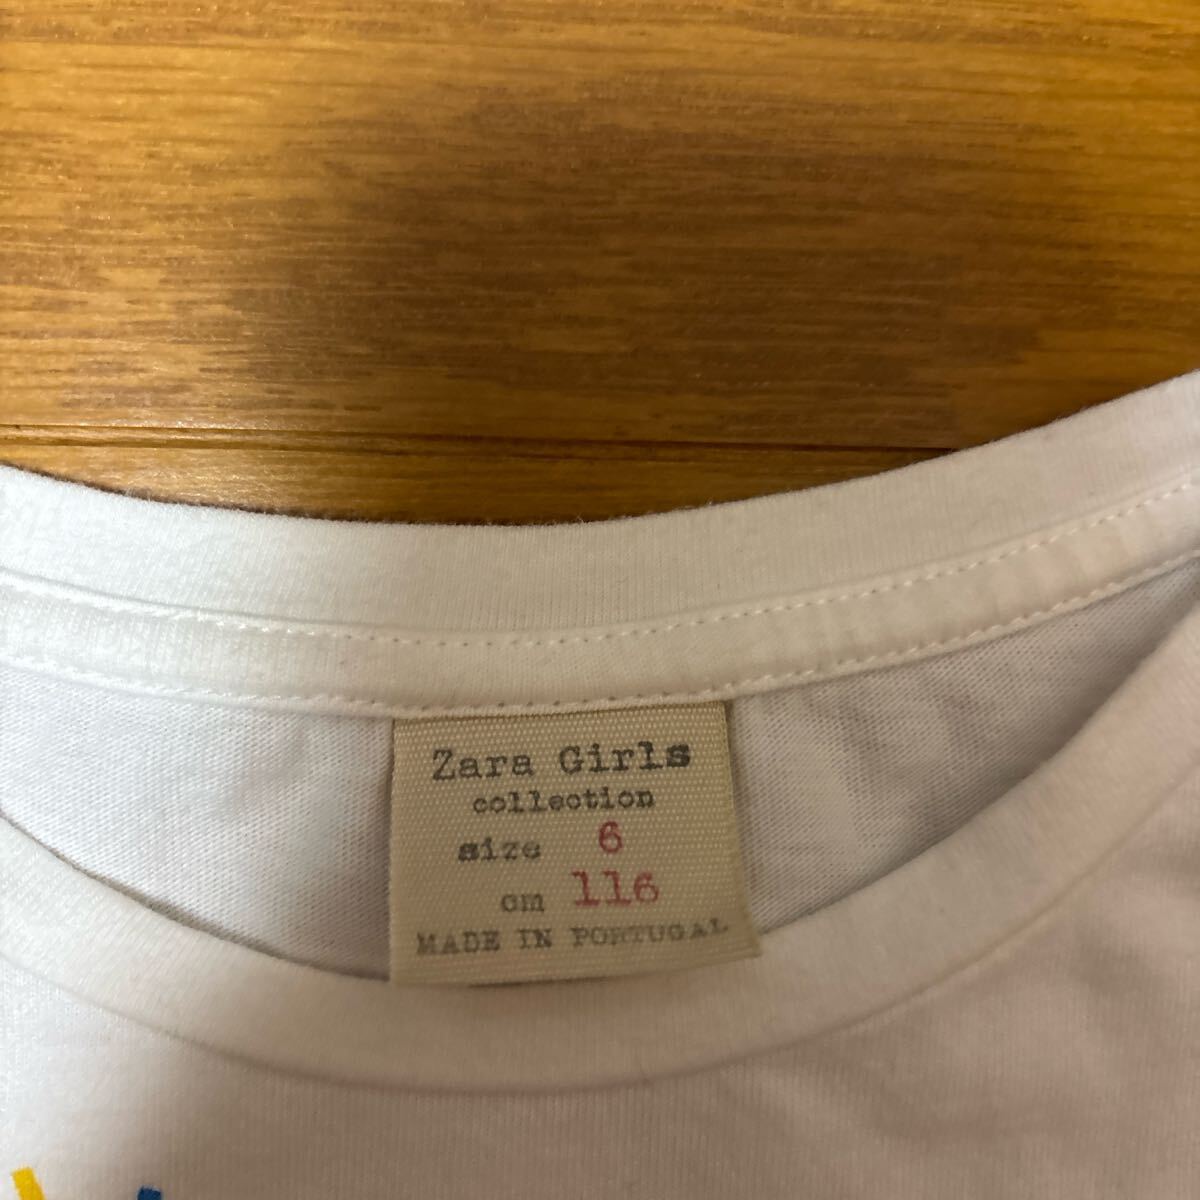 Zara Girls
collection
size 6
cm 116
MADE IN PORTUGAL